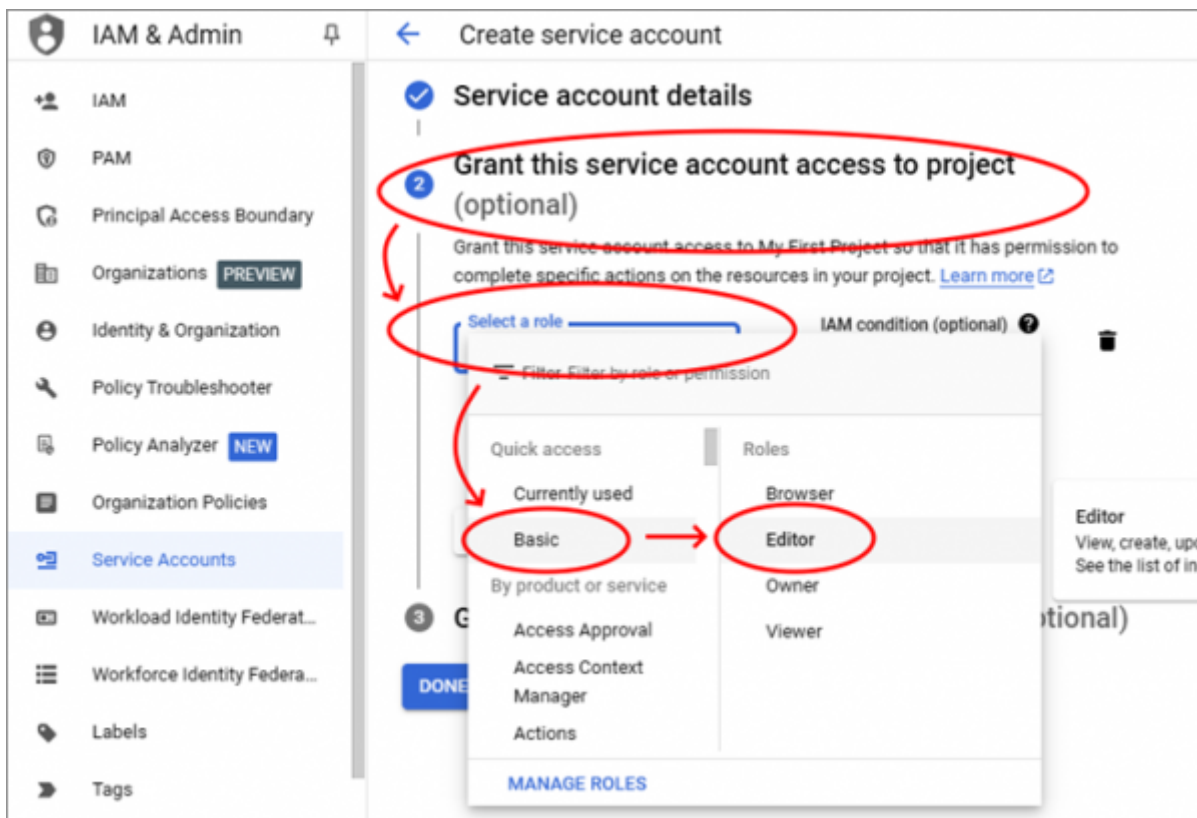 IAM & Admin
Create service account
IAM
PAM
Principal Access Boundary
Organizations PREVIEW
Identity & Organization
Policy Troubleshooter
Policy Analyzer NEW
Organization Policies
Service Accounts
Workload Identity Federat...
Workforce Identity Federa...
Labels
Tags
Service account details
2
Grant this service account access to project
(optional)
Grant this service account access to My First Project so that it has permission to
complete specific actions on the resources in your project. Learn more
Select a role
IAM condition (optional)
Filter Filter by role or permission
Quick access
Currently used
Basic
By product or service
Access Approval
Access Context
Manager
Actions
Roles
Browser
Editor
Owner
Viewer
MANAGE ROLES
Editor
View, create, upd
See the list of in
3 G
tional)
DONE